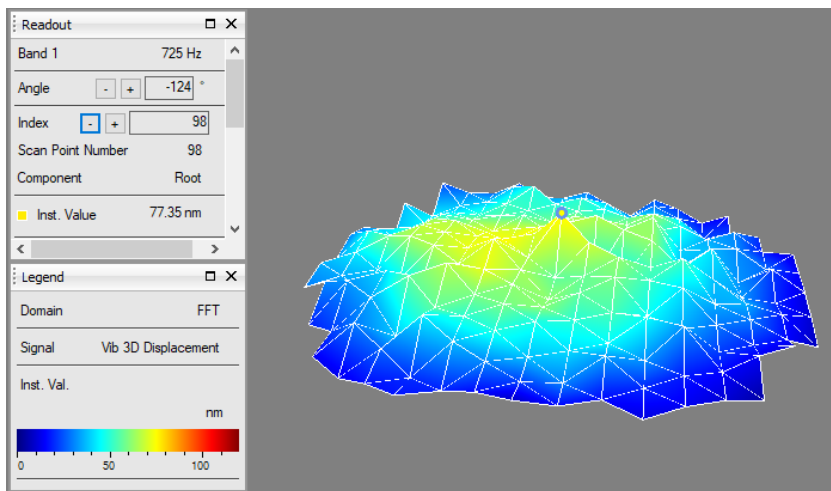 Readout
Band 1 725 Hz
Angle - + -124 °
Index - + 98
Scan Point Number 98
Component Root
Inst. Value 77.35 nm
Legend
Domain FFT
Signal Vib 3D Displacement
Inst. Val.
nm
0 50 100